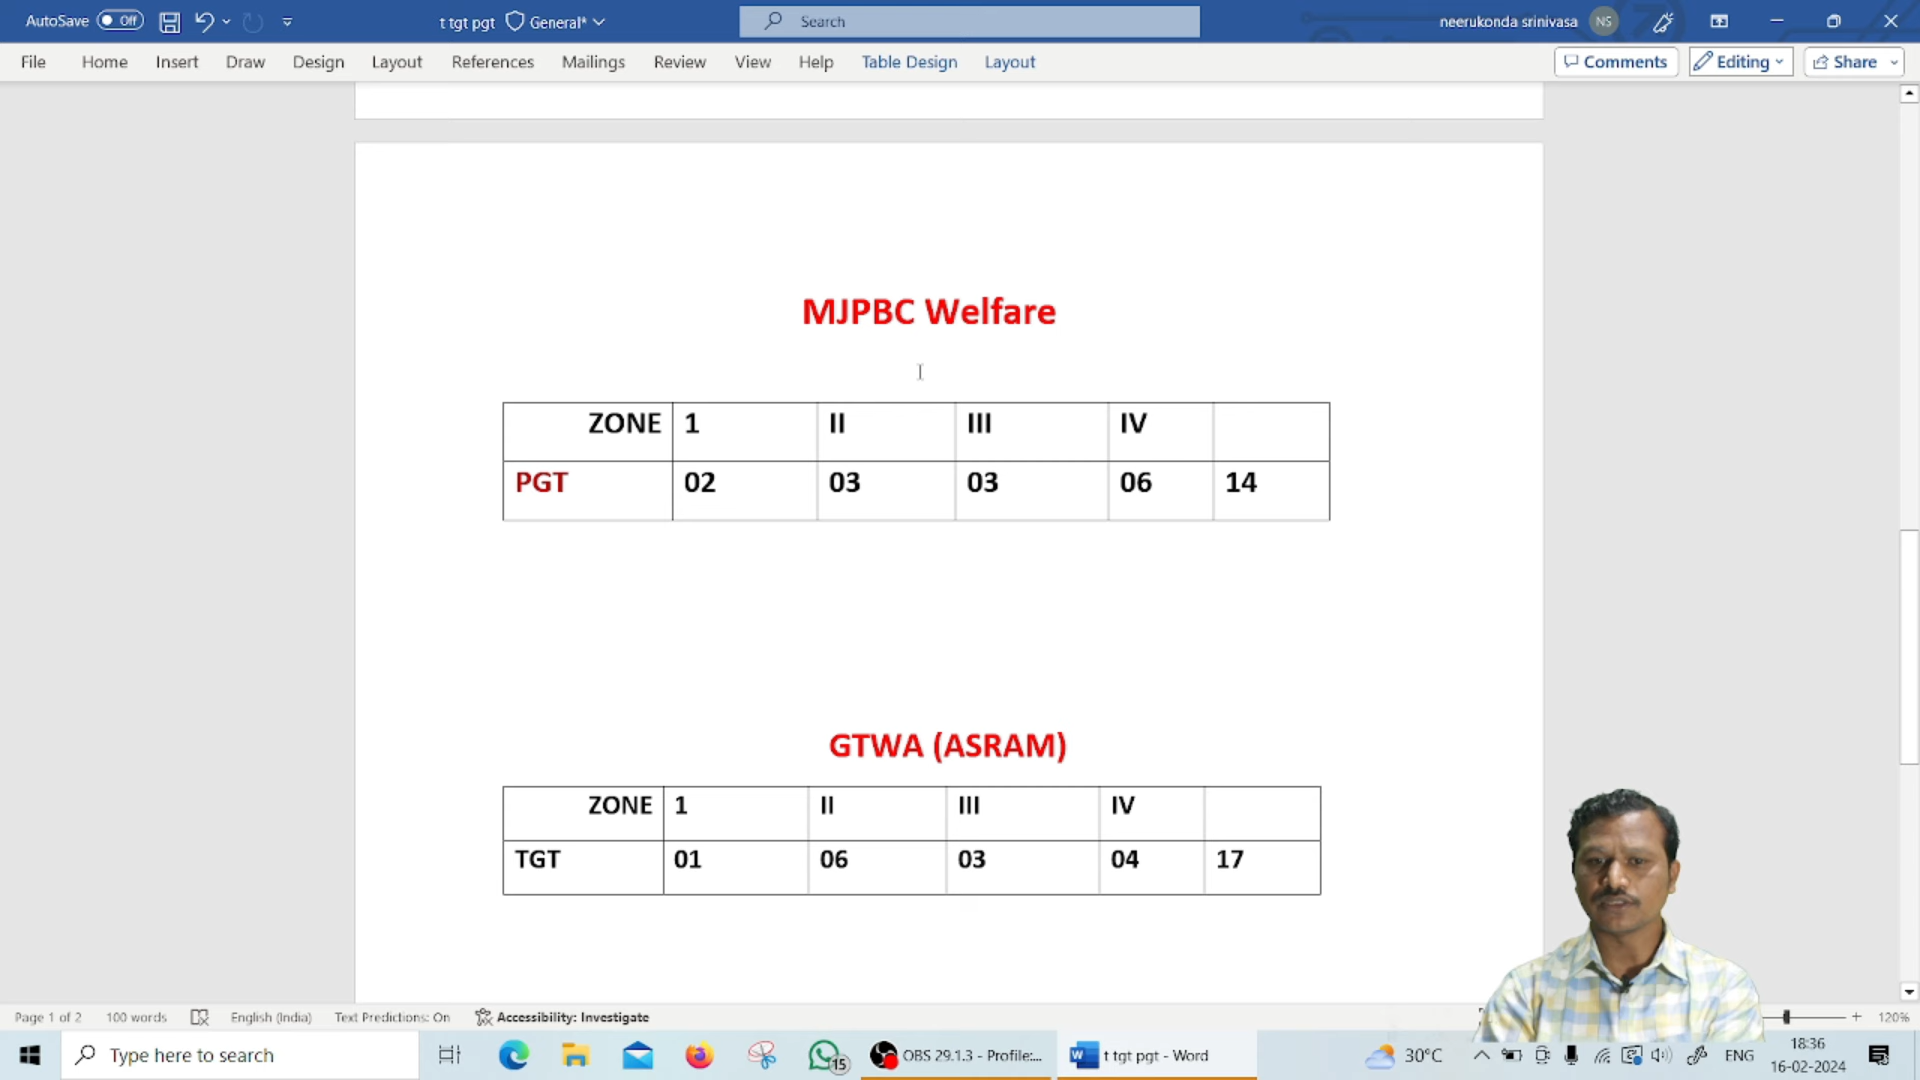 AutoSave Off t tgt pgt General* Search neerukonda srinivasa NS
File Home Insert Draw Design Layout References Mailings Review View Help Table Design Layout Comments Editing Share
MJPBC Welfare
ZONE 1 II III IV
PGT 02 03 03 06 14
GTWA (ASRAM)
ZONE 1 II III IV
TGT 01 06 03 04 17
Page 1 of 2 100 words English (India) Text Predictions: On Accessibility: Investigate 120%
Type here to search 15 OBS 29.1.3 - Profile:... t tgt pgt - Word 30°C ENG 18:36
16-02-2024